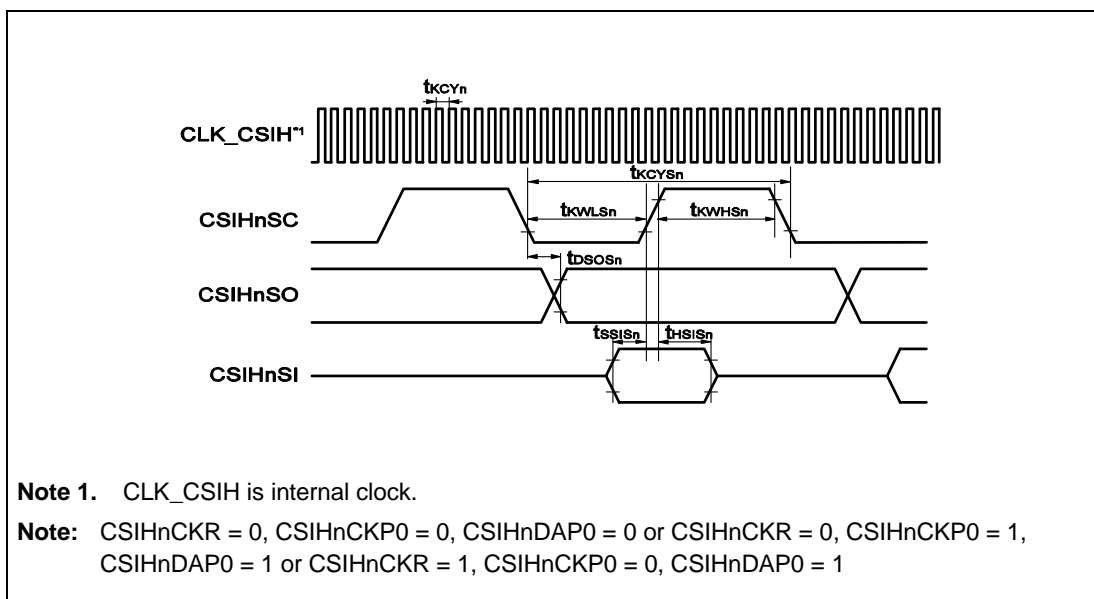 tKCYn
CLK_CSIH*1
tKCYSn
CSIHnSC
tKWLSn
tKWHSn
tDSOSn
CSIHnSO
tSSISn
tHSISn
CSIHnSI
Note 1. CLK_CSIH is internal clock.
Note: CSIHnCKR = 0, CSIHnCKP0 = 0, CSIHnDAP0 = 0 or CSIHnCKR = 0, CSIHnCKP0 = 1,
CSIHnDAP0 = 1 or CSIHnCKR = 1, CSIHnCKP0 = 0, CSIHnDAP0 = 1